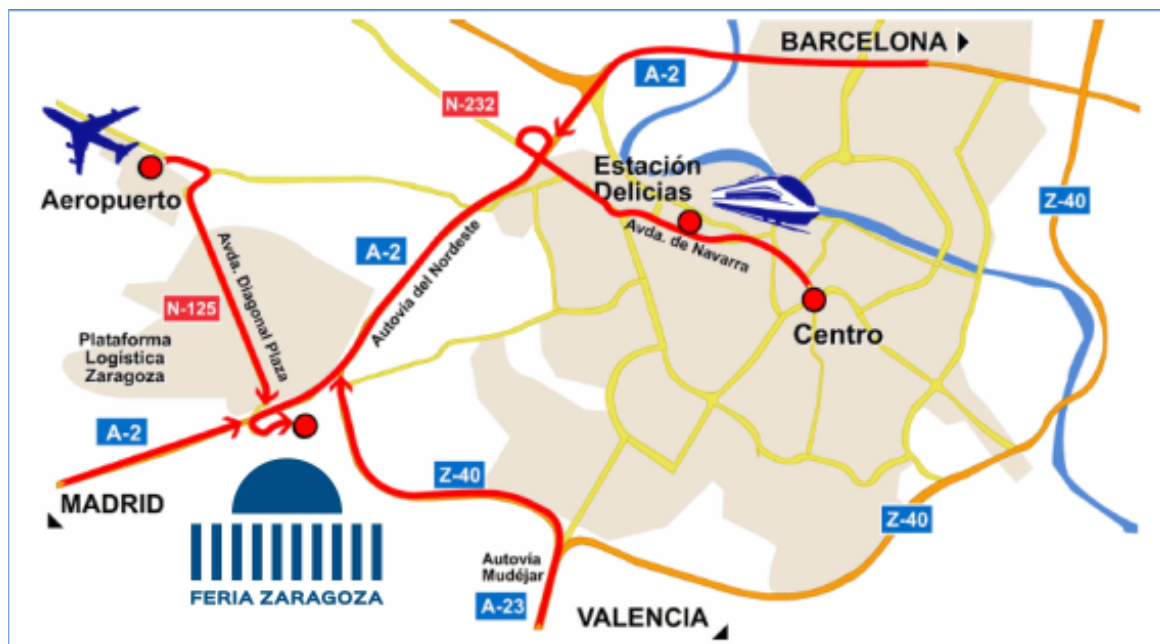 BARCELONA
A-2
N-232
Estación
Delicias
Aeropuerto
Z-40
A-2
Avda. de Navarra
Avda. Diagonal Plaza
Autovía del Nordeste
N-125
Centro
Plataforma
Logística
Zaragoza
A-2
Z-40
MADRID
Z-40
Autovía
Mudéjar
FERIA ZARAGOZA
A-23
VALENCIA